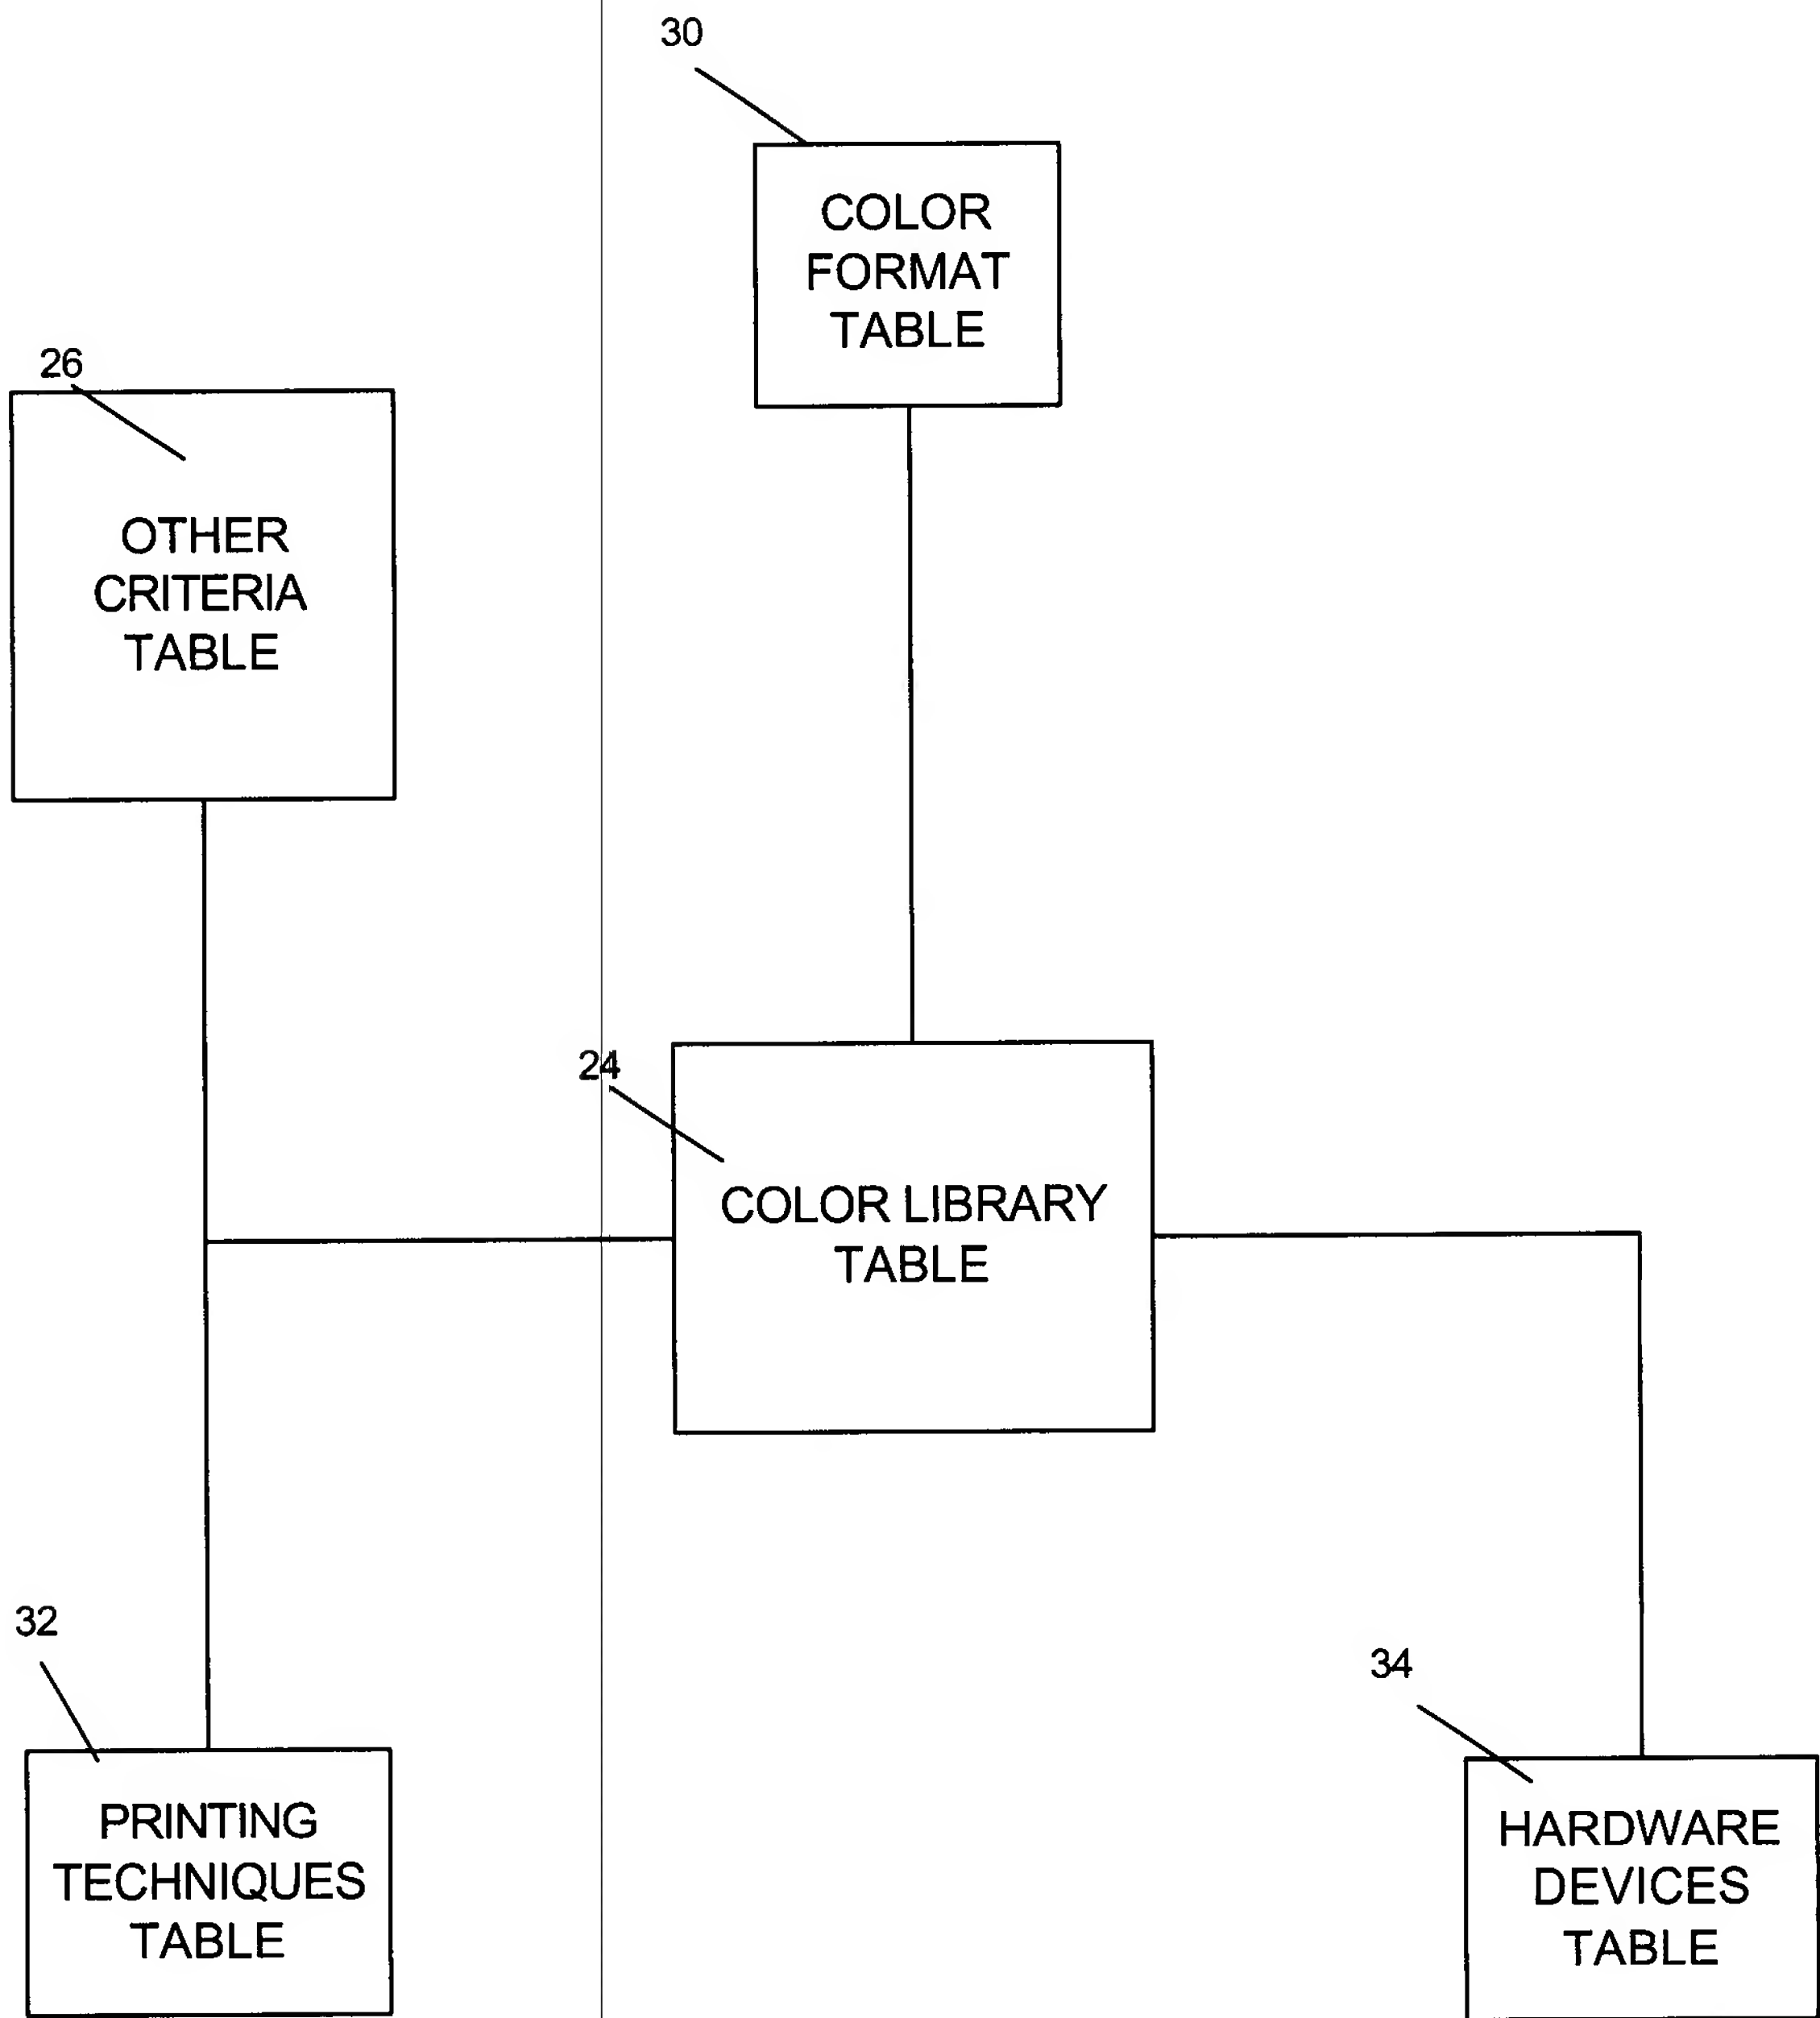 30
COLOR
FORMAT
TABLE
26
OTHER
CRITERIA
TABLE
24
COLOR LIBRARY
TABLE
32
PRINTING
TECHNIQUES
TABLE
34
HARDWARE
DEVICES
TABLE